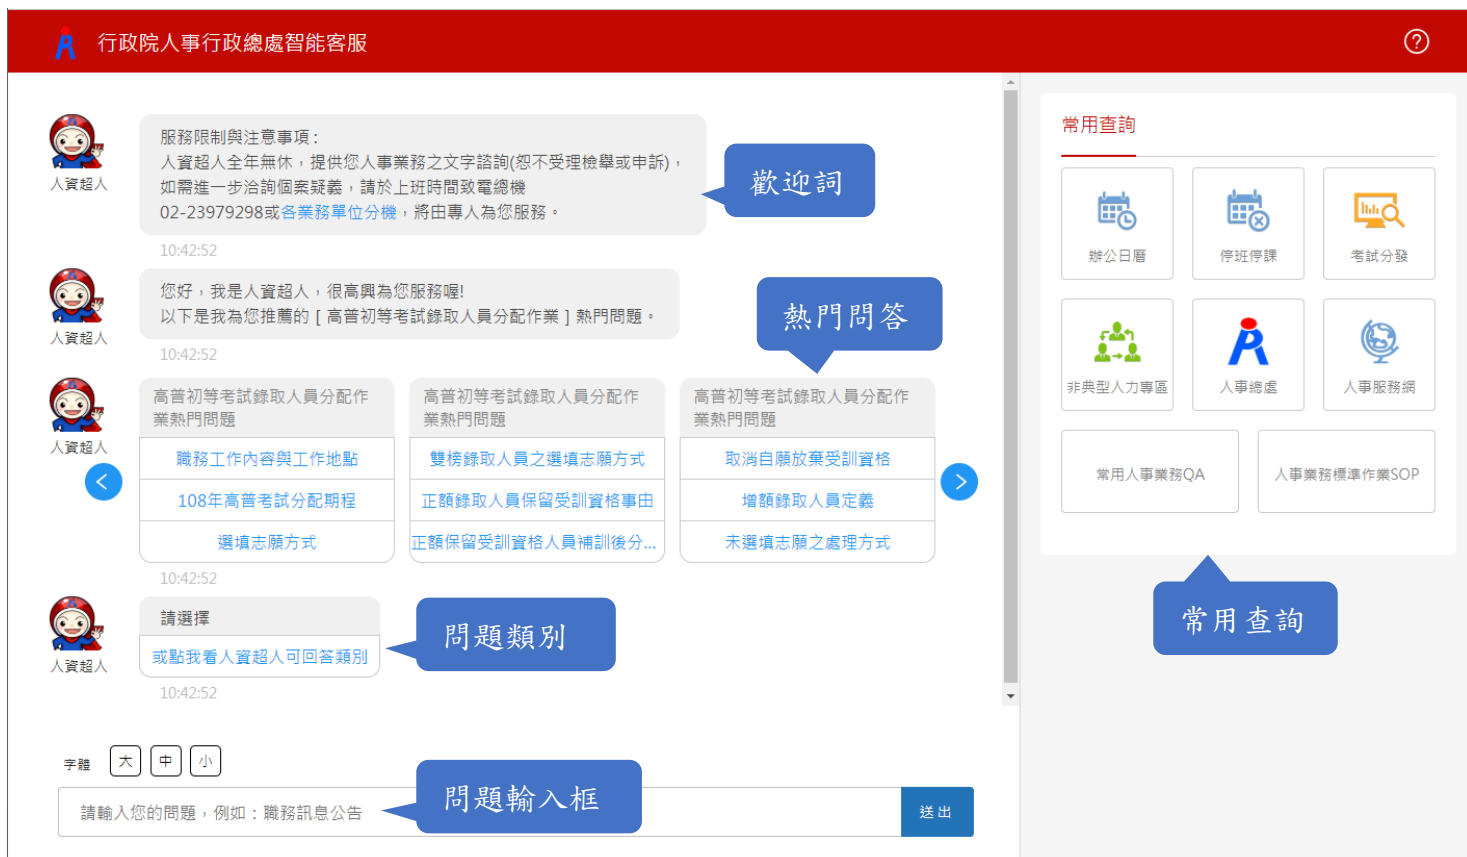 行政院人事行政總處智能客服
服務限制與注意事項：
人資超人全年無休，提供您人事業務之文字諮詢(恕不受理檢舉或申訴)，
如需進一步洽詢個案疑義，請於上班時間致電總機
02-23979298或各業務單位分機，將由專人為您服務。
人資超人
10:42:52
歡迎詞
您好，我是人資超人，很高興為您服務喔!
以下是我為您推薦的 [ 高普初等考試錄取人員分配作業 ] 熱門問題。
人資超人
10:42:52
熱門問答
人資超人
高普初等考試錄取人員分配作
業熱門問題
職務工作內容與工作地點
108年高普考試分配期程
選填志願方式
高普初等考試錄取人員分配作
業熱門問題
雙榜錄取人員之選填志願方式
正額錄取人員保留受訓資格事由
正額保留受訓資格人員補訓後分...
高普初等考試錄取人員分配作
業熱門問題
取消自願放棄受訓資格
增額錄取人員定義
未選填志願之處理方式
10:42:52
人資超人
請選擇
或點我看人資超人可回答類別
10:42:52
問題類別
字體 大 中 小
請輸入您的問題，例如：職務訊息公告
問題輸入框
送出
常用查詢
辦公日曆
停班停課
考試分發
非典型人力專區
人事總處
人事服務網
常用人事業務QA
人事業務標準作業SOP
常用查詢